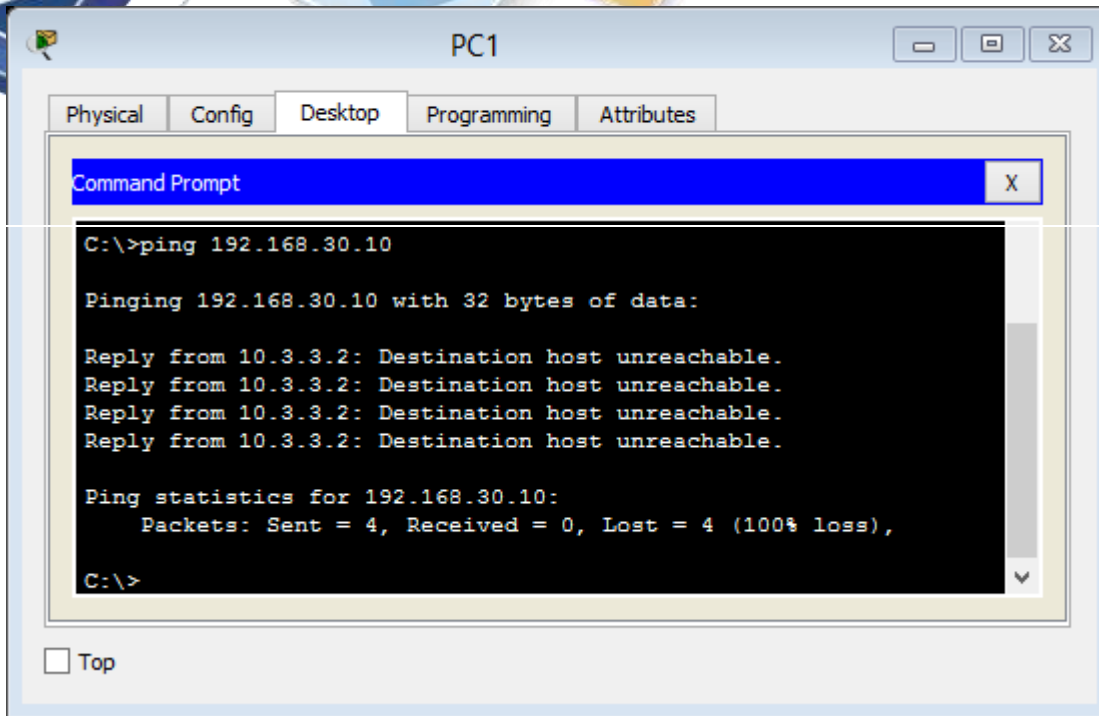 PC1
Physical Config Desktop Programming Attributes
Command Prompt X
C:\>ping 192.168.30.10
Pinging 192.168.30.10 with 32 bytes of data:
Reply from 10.3.3.2: Destination host unreachable.
Reply from 10.3.3.2: Destination host unreachable.
Reply from 10.3.3.2: Destination host unreachable.
Reply from 10.3.3.2: Destination host unreachable.
Ping statistics for 192.168.30.10:
Packets: Sent = 4, Received = 0, Lost = 4 (100% loss),
C:\>
Top